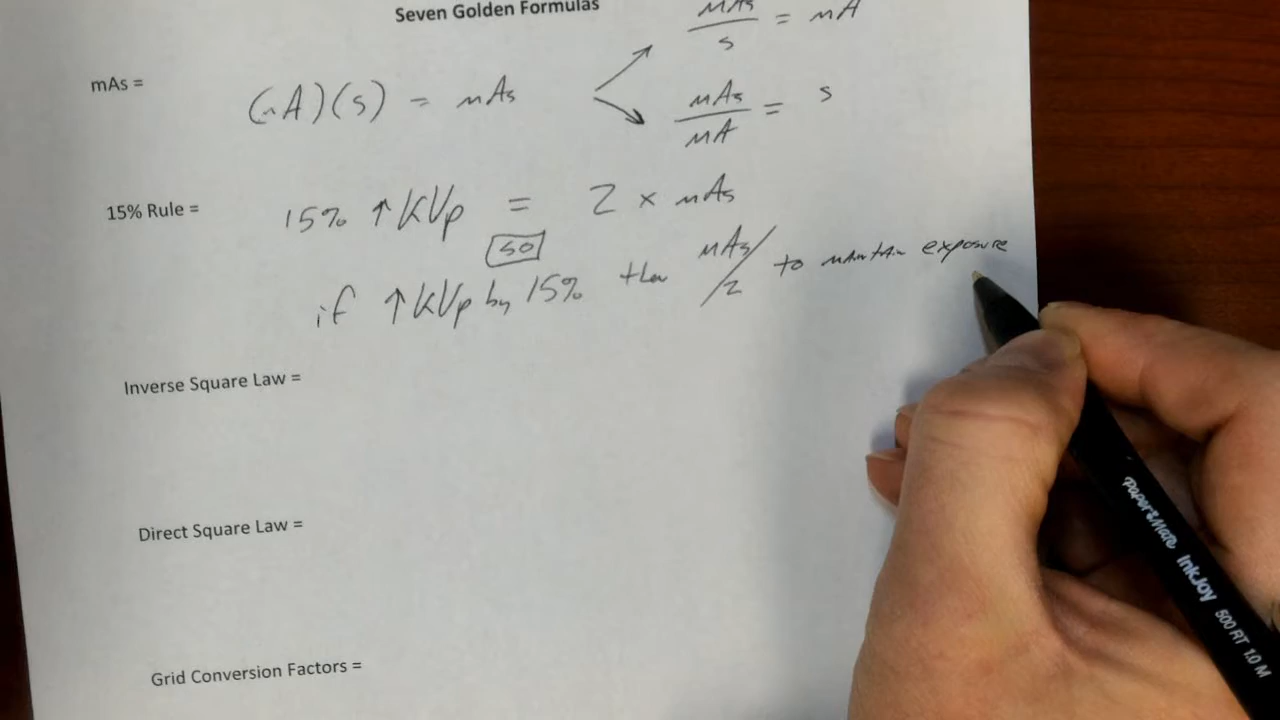 Seven Golden Formulas
mAs =
(mA)(s) = mAs
mAs/s = mA
mAs/mA = s
15% Rule =
15% ↑ KVp = 2 x mAs
SO
if ↑ KVp by 15% then mAs/2 to maintain exposure
Inverse Square Law =
Direct Square Law =
Grid Conversion Factors =
PaperMate InkJoy 500 RT 1.0 M